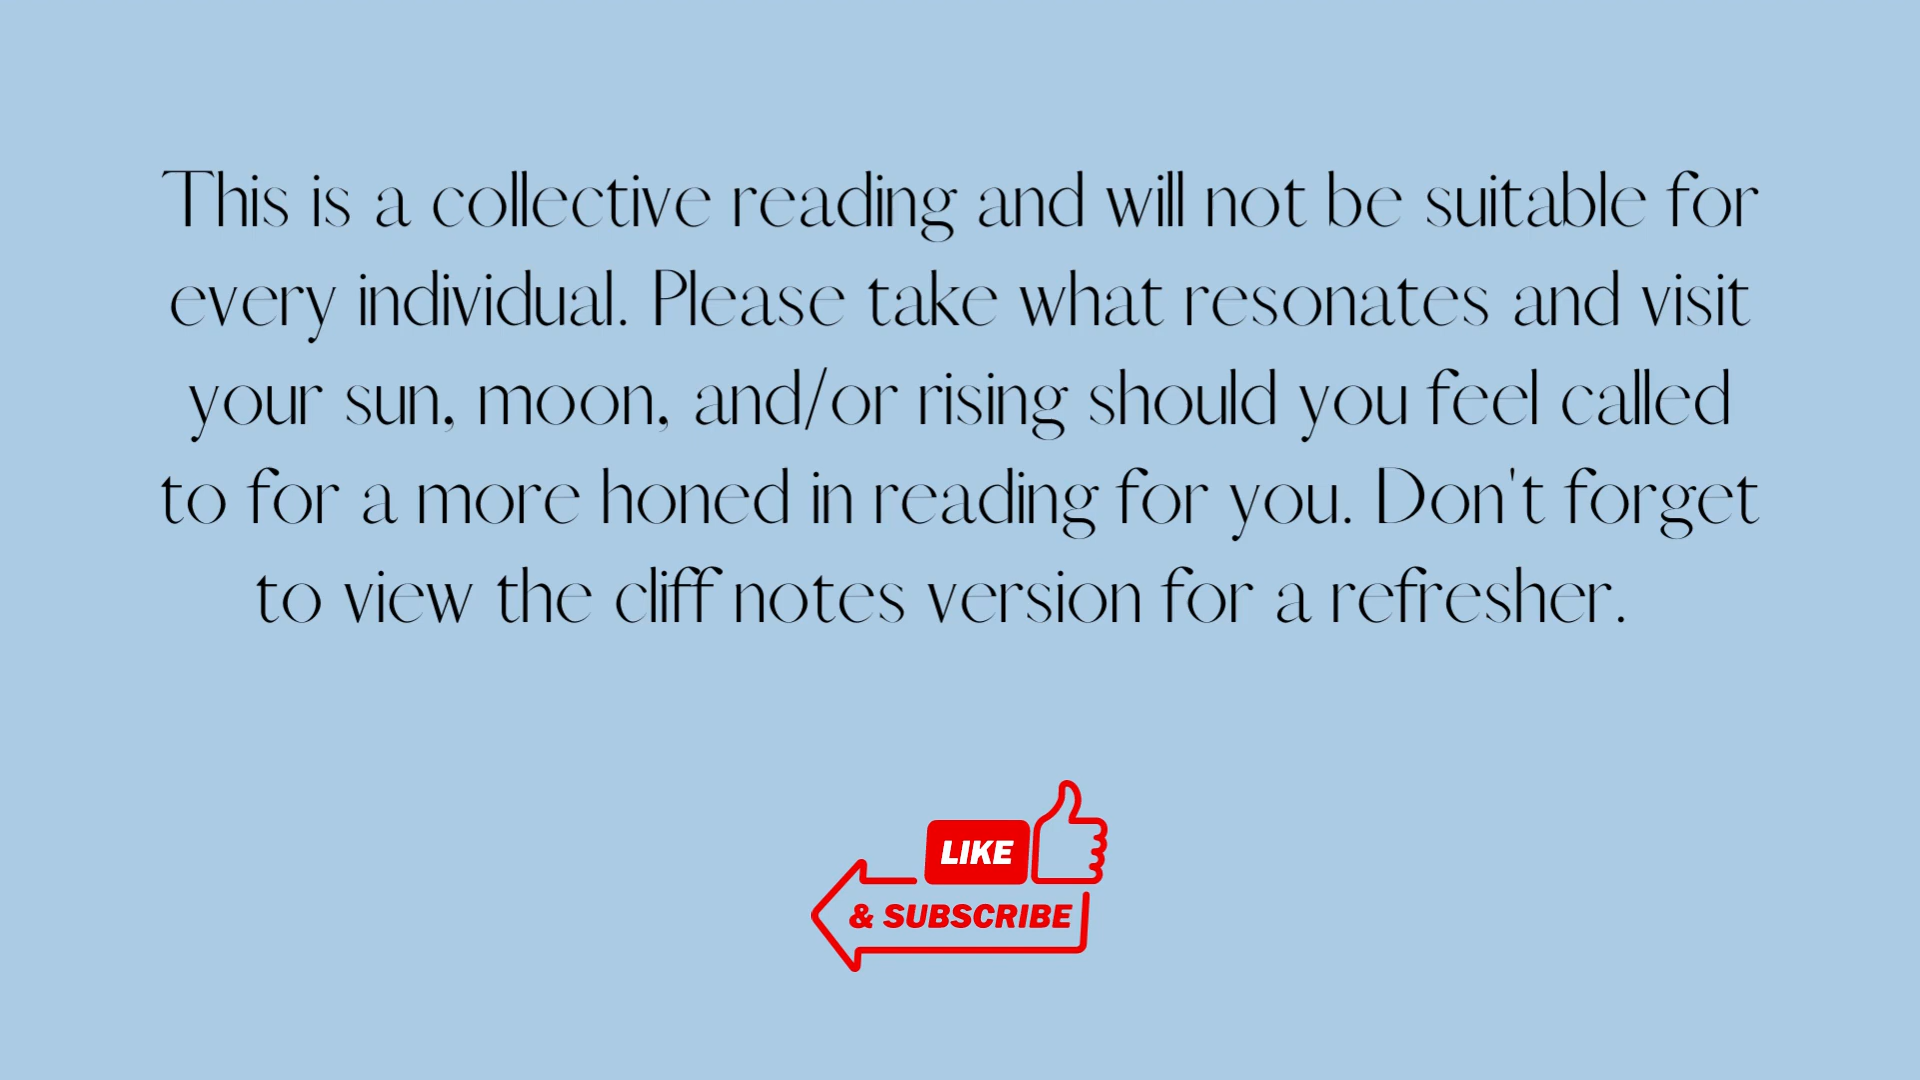 This is a collective reading and will not be suitable for
every individual. Please take what resonates and visit
your sun, moon, and/or rising should you feel called
to for a more honed in reading for you. Don't forget
to view the cliff notes version for a refresher.
LIKE
& SUBSCRIBE